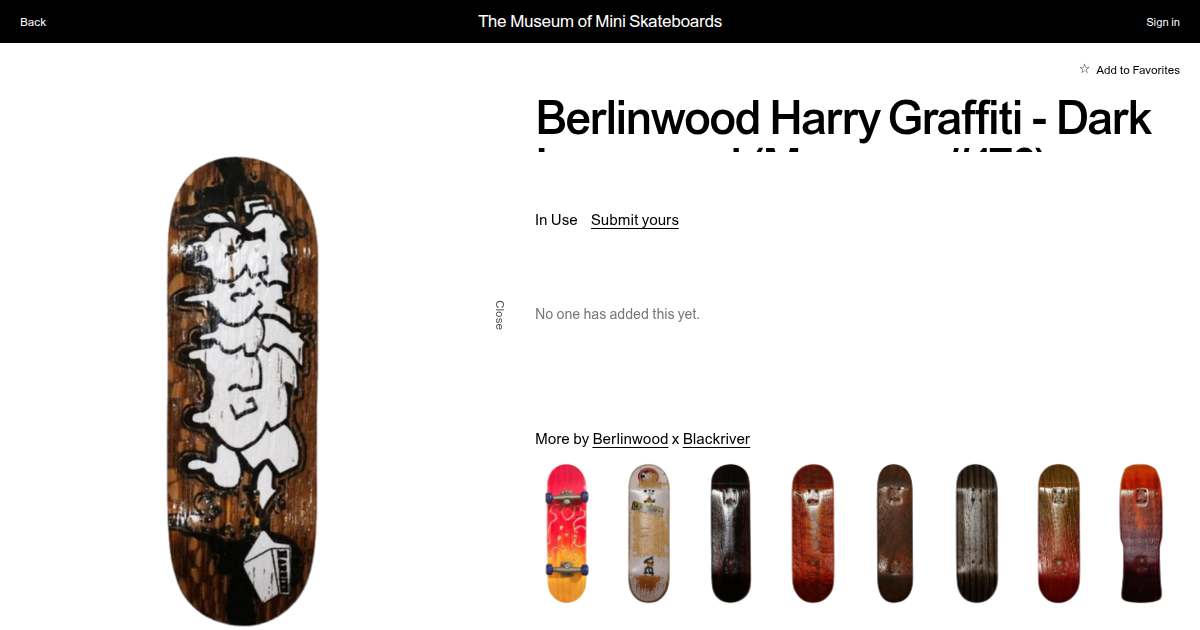 Back
The Museum of Mini Skateboards
Sign in
☆ Add to Favorites
Berlinwood Harry Graffiti - Dark
In Use
Submit yours
Close
No one has added this yet.
More by Berlinwood x Blackriver